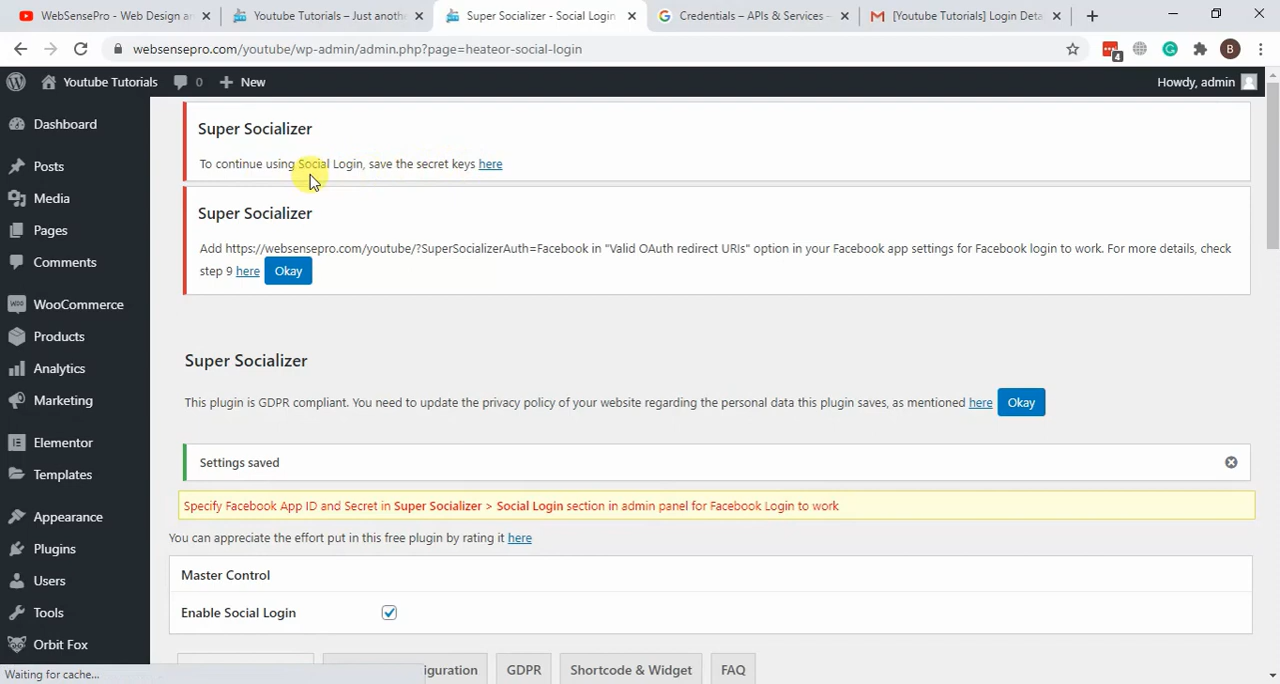 YouTube WebSensePro - Web Design an
Youtube Tutorials – Just anothe
Super Socializer - Social Login
Credentials – APIs & Services –
[Youtube Tutorials] Login Deta
websensepro.com/youtube/wp-admin/admin.php?page=heateor-social-login
4
B
Youtube Tutorials
0
New
Howdy, admin
Dashboard
Posts
Media
Pages
Comments
WooCommerce
Products
Analytics
Marketing
Elementor
Templates
Appearance
Plugins
Users
Tools
Orbit Fox
Super Socializer
To continue using Social Login, save the secret keys here
Super Socializer
Add https://websensepro.com/youtube/?SuperSocializerAuth=Facebook in "Valid OAuth redirect URIs" option in your Facebook app settings for Facebook login to work. For more details, check
step 9 here Okay
Super Socializer
This plugin is GDPR compliant. You need to update the privacy policy of your website regarding the personal data this plugin saves, as mentioned here Okay
Settings saved
Specify Facebook App ID and Secret in Super Socializer > Social Login section in admin panel for Facebook Login to work
You can appreciate the effort put in this free plugin by rating it here
Master Control
Enable Social Login
iguration
GDPR
Shortcode & Widget
FAQ
Waiting for cache...